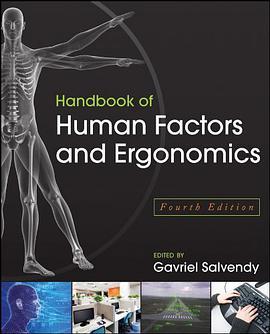 Handbook of
Human Factors
and Ergonomics
Fourth Edition
EDITED BY
Gavriel Salvendy